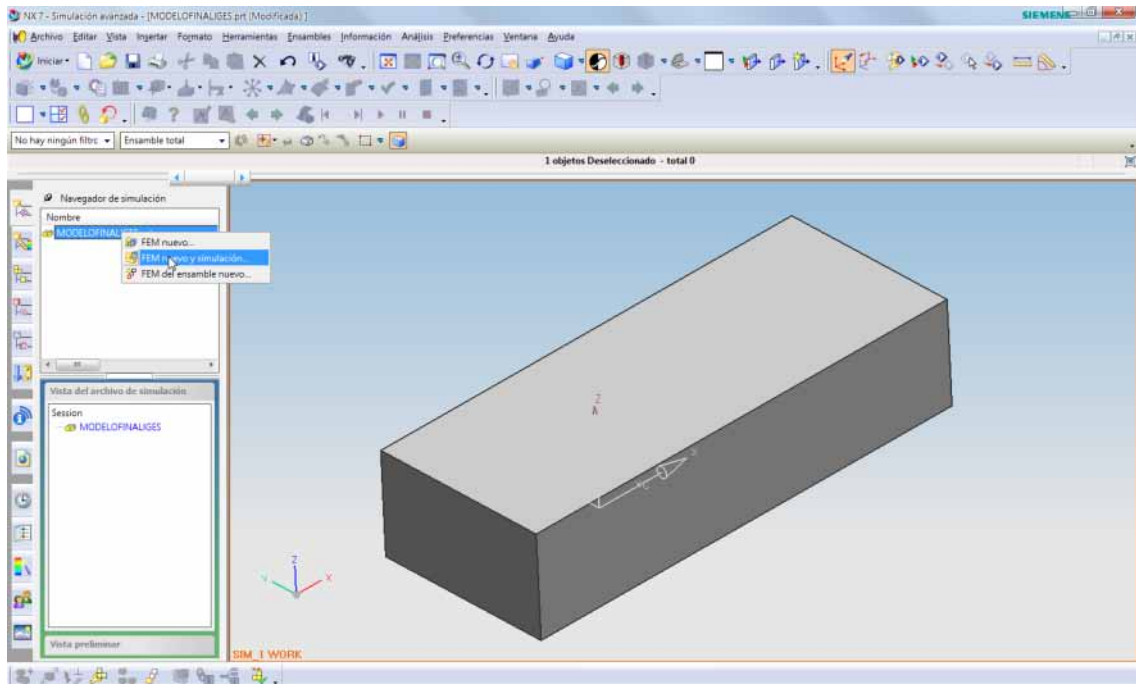 NX 7 - Simulación avanzada - [MODELOFINALIGES.prt (Modificada) ]
SIEMENS
Archivo Editar Vista Insertar Formato Herramientas Ensambles Información Análisis Preferencias Ventana Ayuda
Iniciar
No hay ningún filtrc
Ensamble total
1 objetos Deseleccionado - total 0
Navegador de simulación
Nombre
MODELOFINALIGES
FEM nuevo...
FEM nuevo y simulación...
FEM del ensamble nuevo...
Vista del archivo de simulación
Session
MODELOFINALIGES
Z
Z
Y
X
Vista preliminar
SIM_1 WORK